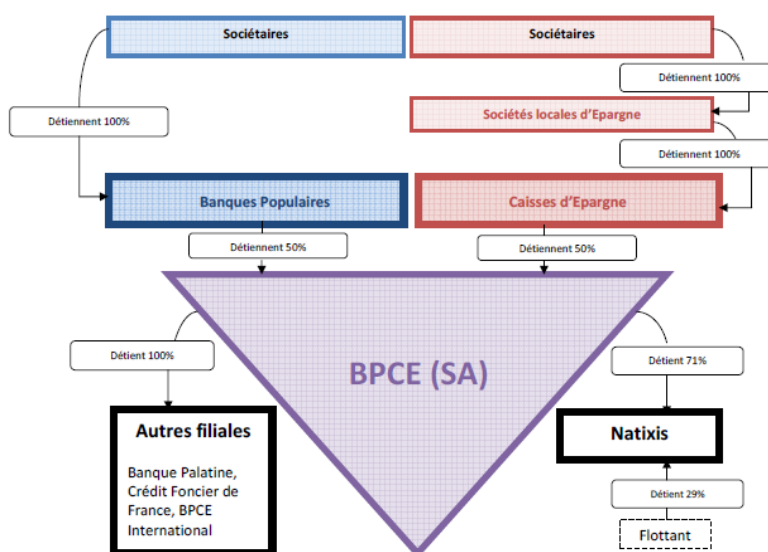 Sociétaires
Sociétaires
Détiennent 100%
Détiennent 100%
Sociétés locales d'Epargne
Détiennent 100%
Banques Populaires
Caisses d'Epargne
Détiennent 50%
Détiennent 50%
Détient 100%
BPCE (SA)
Détient 71%
Autres filiales
Banque Palatine,
Crédit Foncier de
France, BPCE
International
Natixis
Détient 29%
Flottant